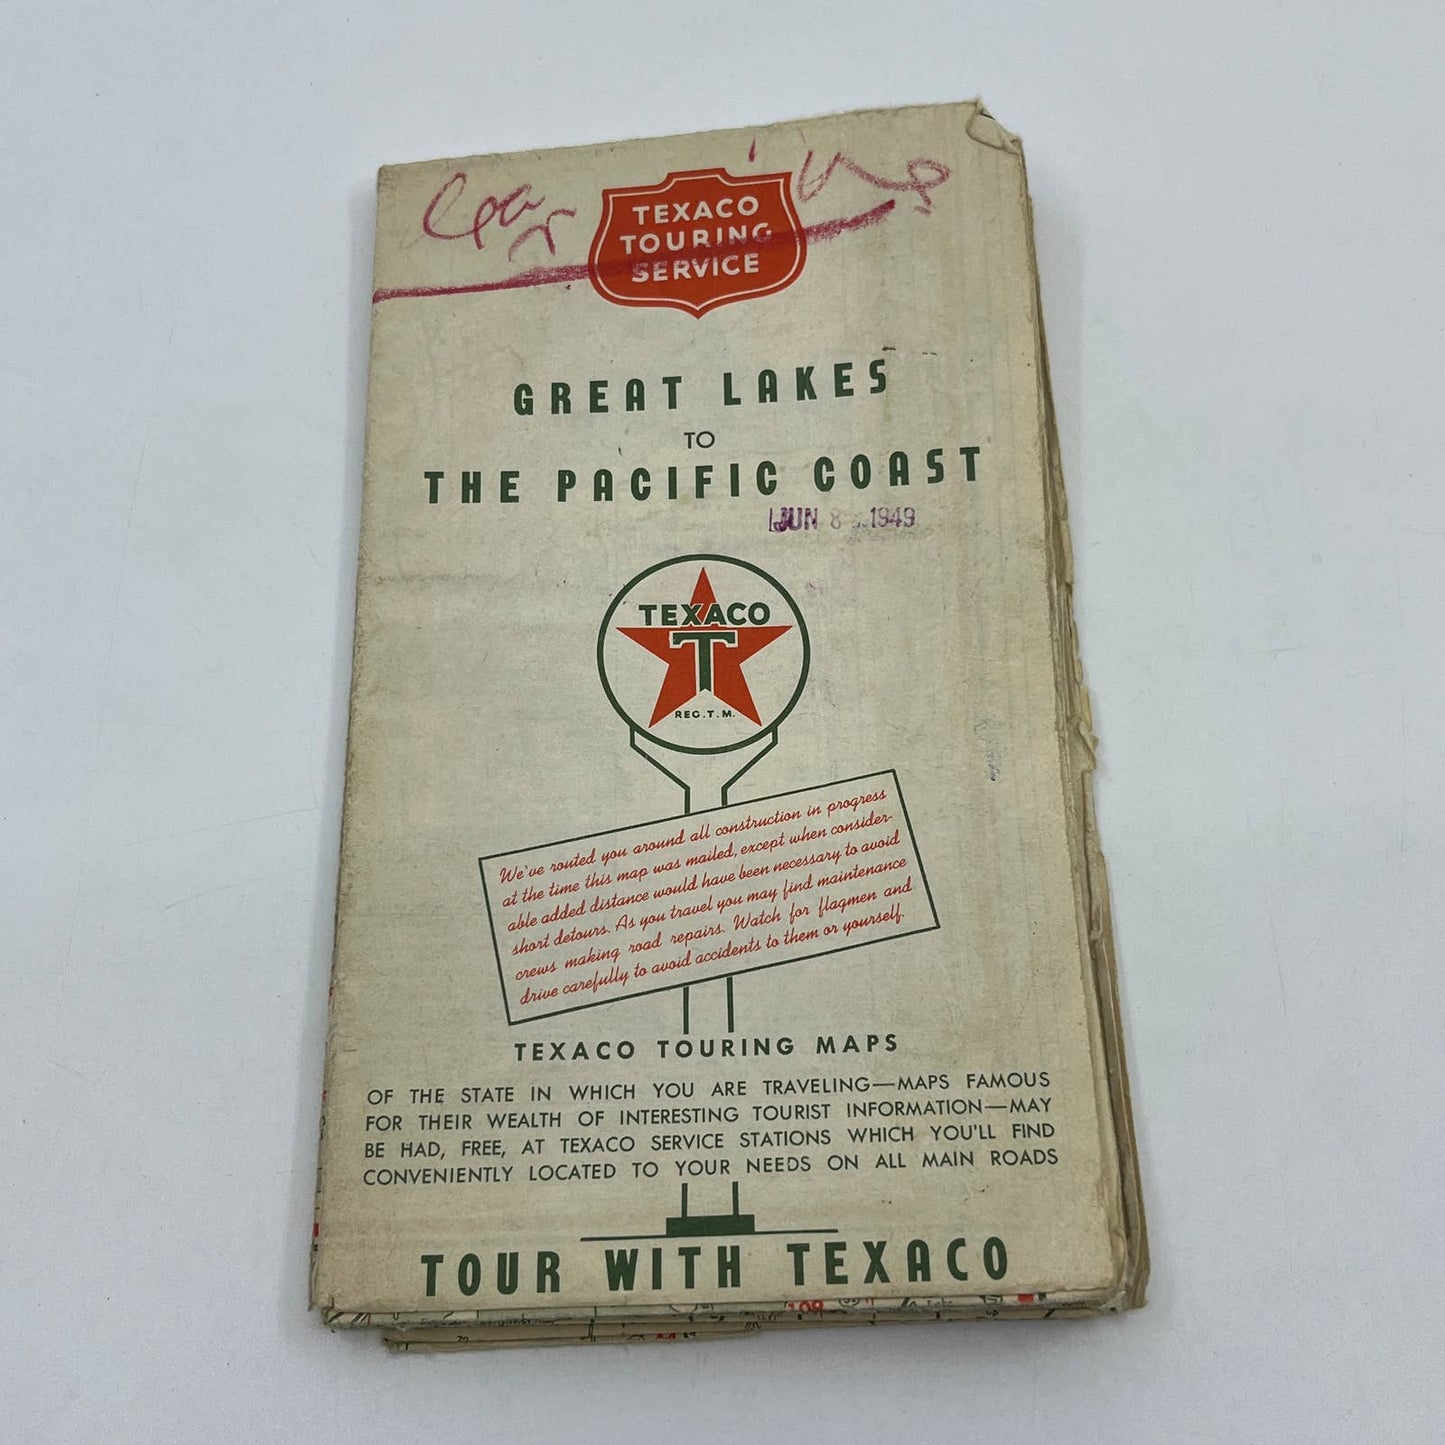 TEXACO
TOURING
SERVICE
GREAT LAKES
TO
THE PACIFIC COAST
JUN 8 1949
TEXACO
T
REG. T. M.
We've routed you around all construction in progress
at the time this map was mailed, except when consider-
able added distance would have been necessary to avoid
short detours. As you travel you may find maintenance
crews making road repairs. Watch for flagmen and
drive carefully to avoid accidents to them or yourself.
TEXACO TOURING MAPS
OF THE STATE IN WHICH YOU ARE TRAVELING—MAPS FAMOUS
FOR THEIR WEALTH OF INTERESTING TOURIST INFORMATION—MAY
BE HAD, FREE, AT TEXACO SERVICE STATIONS WHICH YOU'LL FIND
CONVENIENTLY LOCATED TO YOUR NEEDS ON ALL MAIN ROADS
TOUR WITH TEXACO